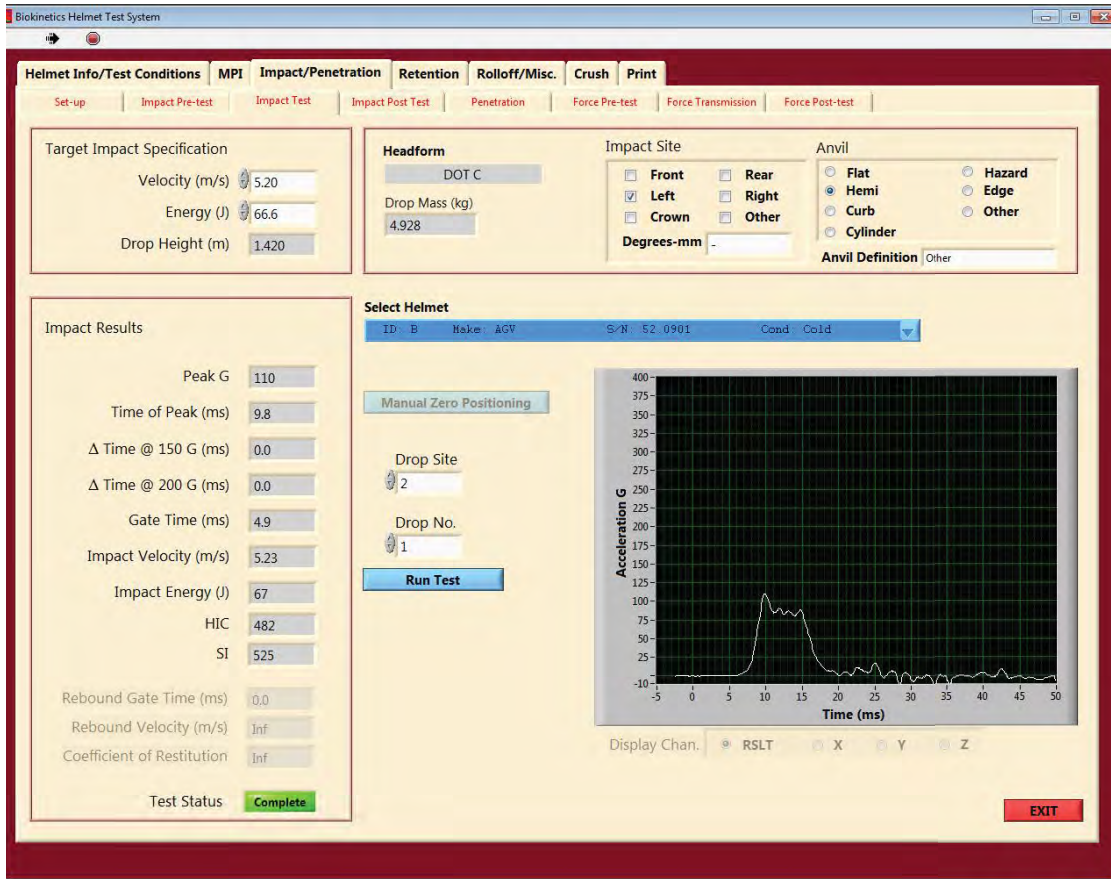 Biokinetics Helmet Test System
Helmet Info/Test Conditions MPI Impact/Penetration Retention Rolloff/Misc. Crush Print
Set-up Impact Pre-test Impact Test Impact Post Test Penetration Force Pre-test Force Transmission Force Post-test
Target Impact Specification
Velocity (m/s) 5.20
Energy (J) 66.6
Drop Height (m) 1.420
Headform
DOT C
Drop Mass (kg)
4.928
Impact Site
Front Rear
Left Right
Crown Other
Degrees-mm -
Anvil
Flat Hazard
Hemi Edge
Curb Other
Cylinder
Anvil Definition Other
Impact Results
Peak G 110
Time of Peak (ms) 9.8
Δ Time @ 150 G (ms) 0.0
Δ Time @ 200 G (ms) 0.0
Gate Time (ms) 4.9
Impact Velocity (m/s) 5.23
Impact Energy (J) 67
HIC 482
SI 525
Rebound Gate Time (ms) 0.0
Rebound Velocity (m/s) Inf
Coefficient of Restitution Inf
Test Status Complete
Select Helmet
ID: B Make: AGV S/N: 52 0901 Cond: Cold
Manual Zero Positioning
Drop Site
2
Drop No.
1
Run Test
Acceleration G
400
375
350
325
300
275
250
225
200
175
150
125
100
75
50
25
-10
-5 0 5 10 15 20 25 30 35 40 45 50
Time (ms)
Display Chan. RSLT X Y Z
EXIT